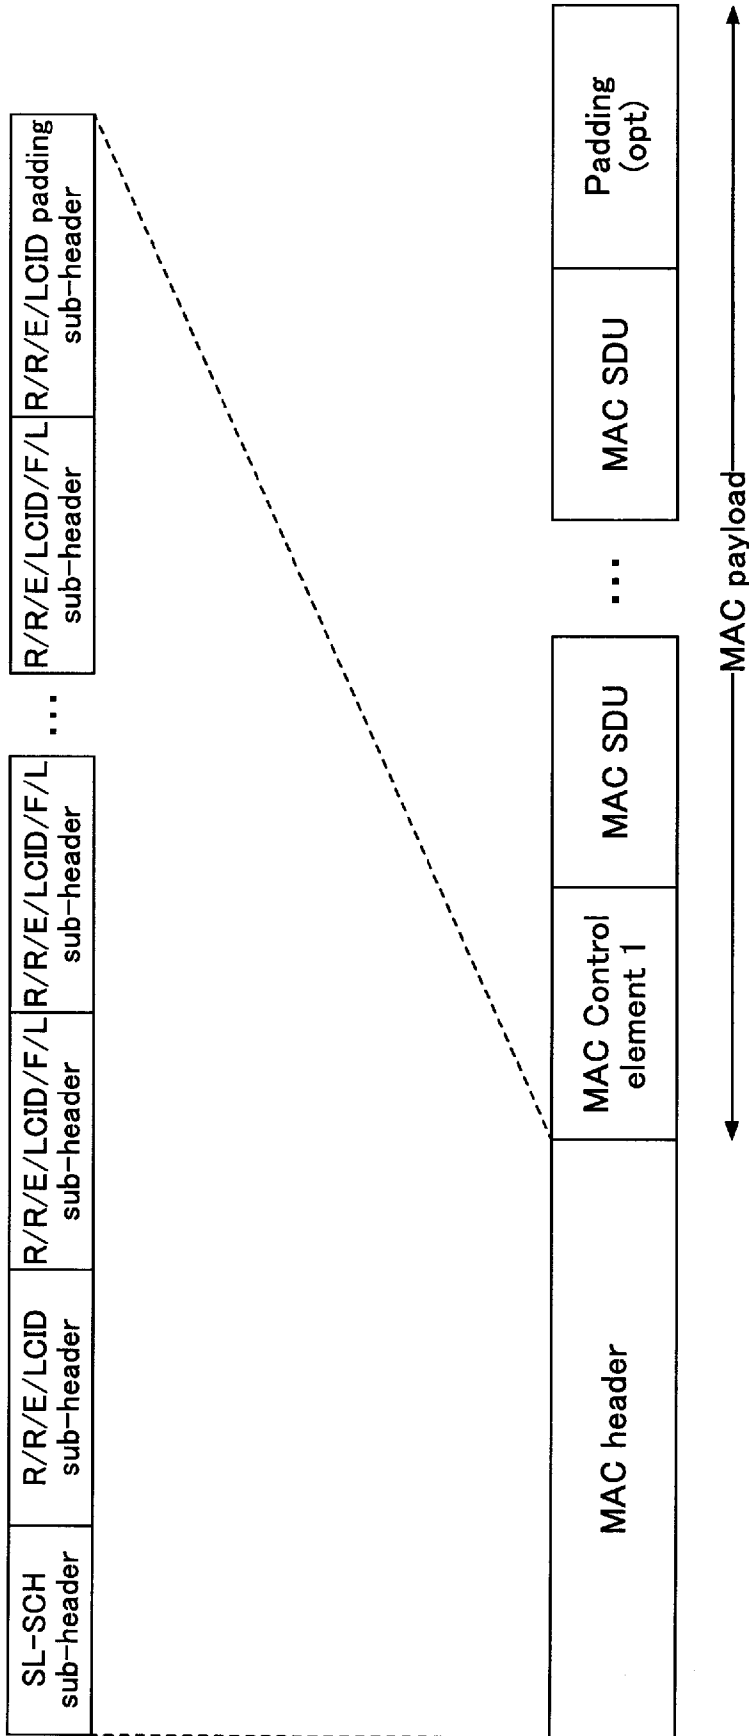 SL-SCH
sub-header
R/R/E/LCID
sub-header
R/R/E/LCID/F/L
sub-header
R/R/E/LCID/F/L
sub-header
...
R/R/E/LCID/F/L
sub-header
R/R/E/LCID padding
sub-header
MAC header
MAC Control
element 1
MAC SDU
...
MAC SDU
Padding
(opt)
MAC payload